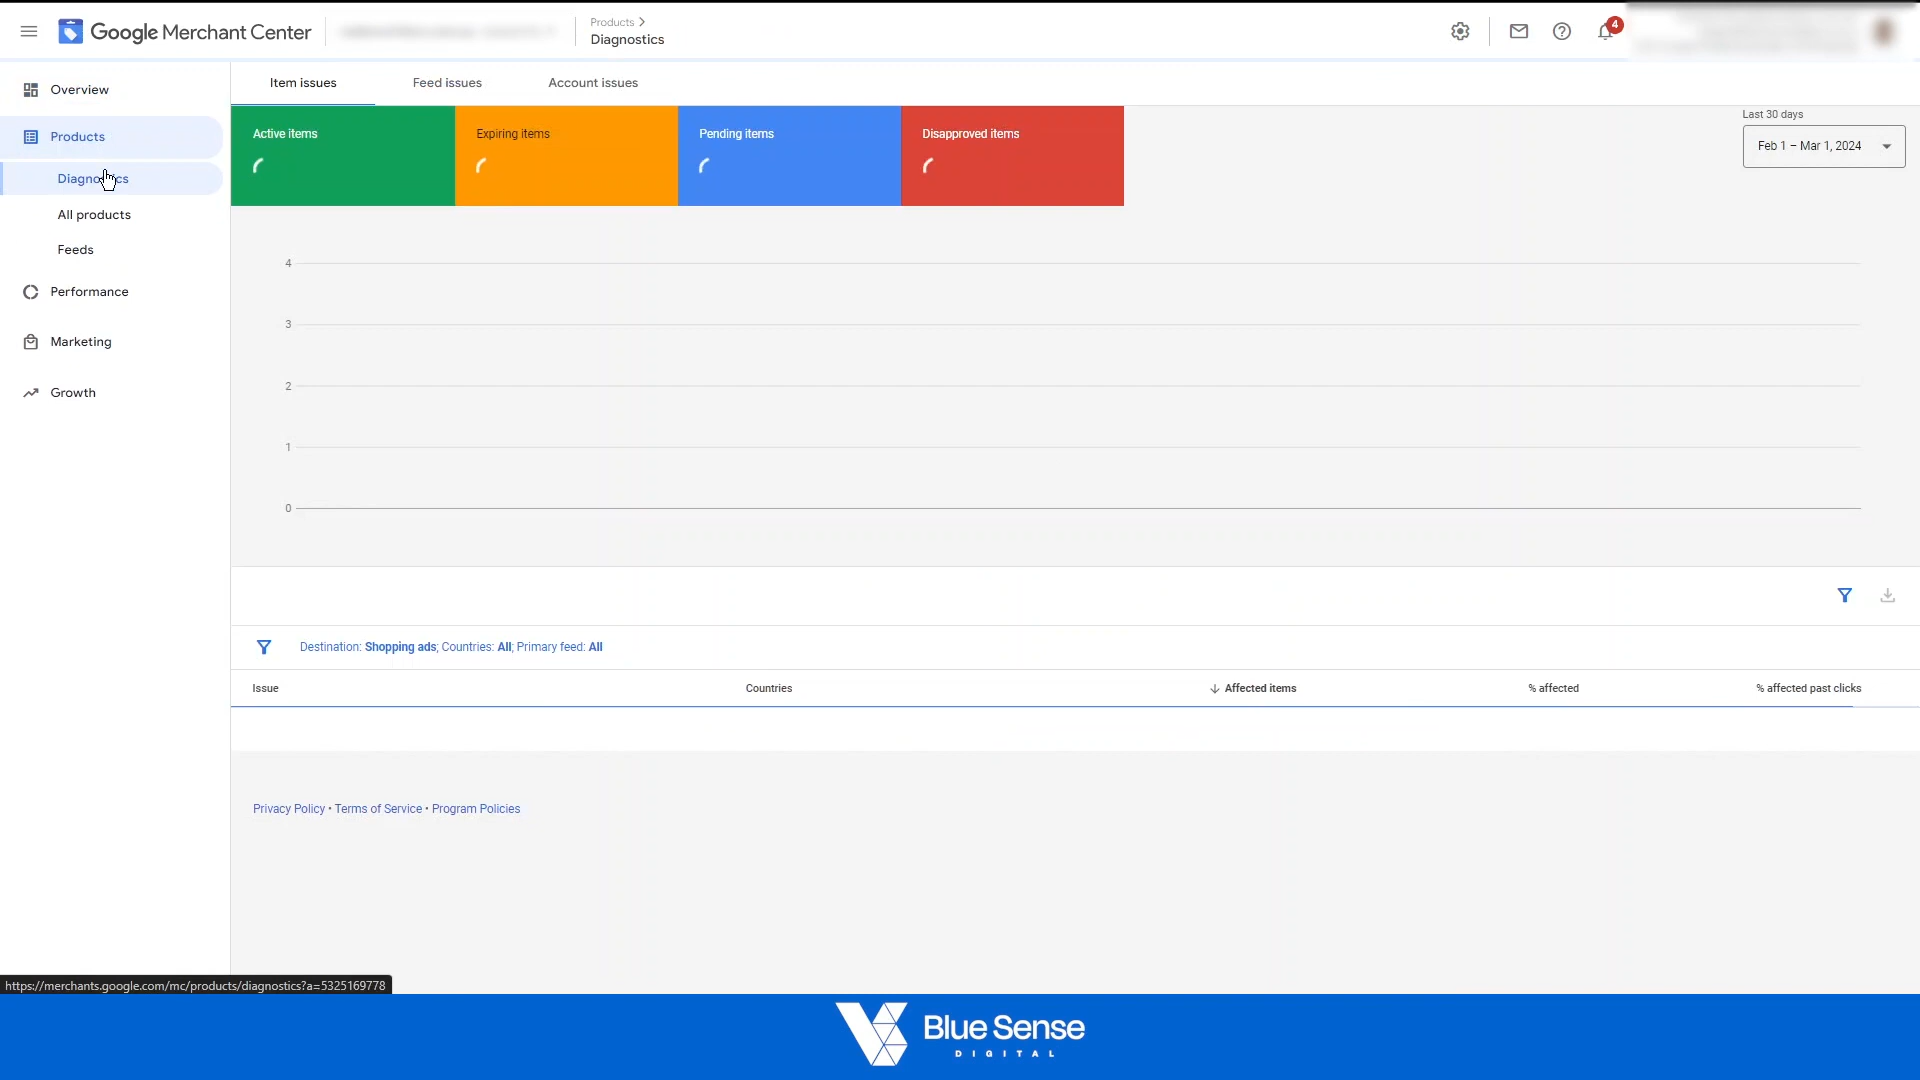 Google Merchant Center
Products
Diagnostics
4
Overview
Products
Diagnostics
All products
Feeds
Performance
Marketing
Growth
Item issues
Feed issues
Account issues
Active items
Expiring items
Pending items
Disapproved items
Last 30 days
Feb 1 – Mar 1, 2024
4
3
2
1
0
Destination: Shopping ads; Countries: All; Primary feed: All
Issue
Countries
Affected items
% affected
% affected past clicks
Privacy Policy • Terms of Service • Program Policies
https://merchants.google.com/mc/products/diagnostics?a=5325169778
Blue Sense
DIGITAL